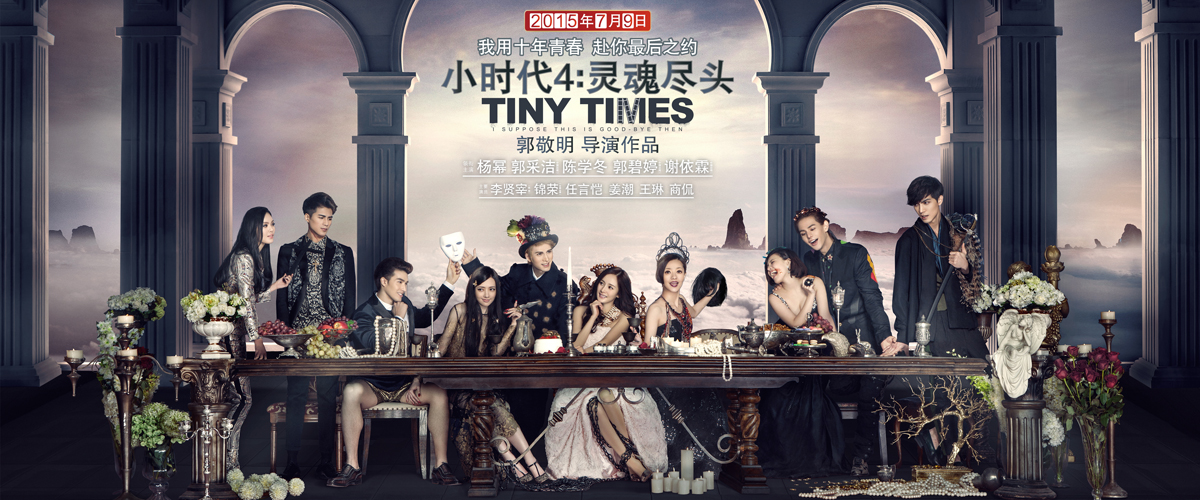 2015年7月9日
我用十年青春 赴你最后之约
小时代4:灵魂尽头
TINY TIMES
I SUPPOSE THIS IS GOOD-BYE THEN
郭敬明 导演作品
杨幂 郭采洁 陈学冬 郭碧婷 谢依霖
李贤宰 锦荣 任言恺 姜潮 王琳 商侃